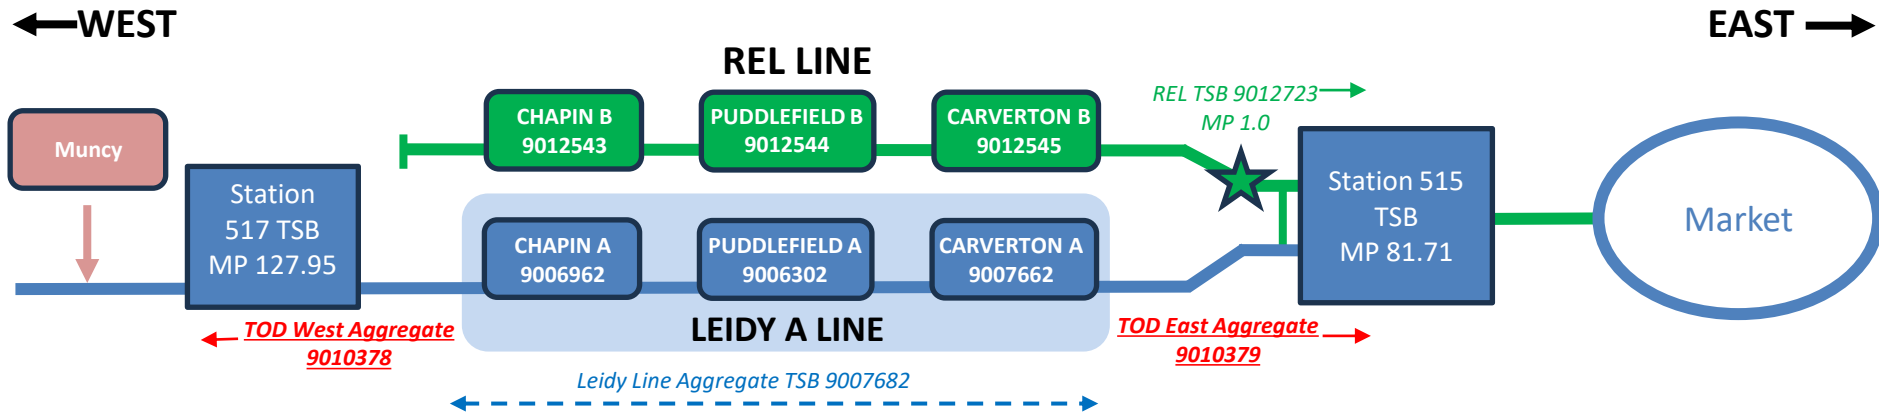 WEST
EAST
REL LINE
REL TSB 9012723
MP 1.0
CHAPIN B
9012543
PUDDLEFIELD B
9012544
CARVERTON B
9012545
Muncy
Station
517 TSB
MP 127.95
Station 515
TSB
MP 81.71
Market
CHAPIN A
9006962
PUDDLEFIELD A
9006302
CARVERTON A
9007662
LEIDY A LINE
TOD West Aggregate
9010378
TOD East Aggregate
9010379
Leidy Line Aggregate TSB 9007682